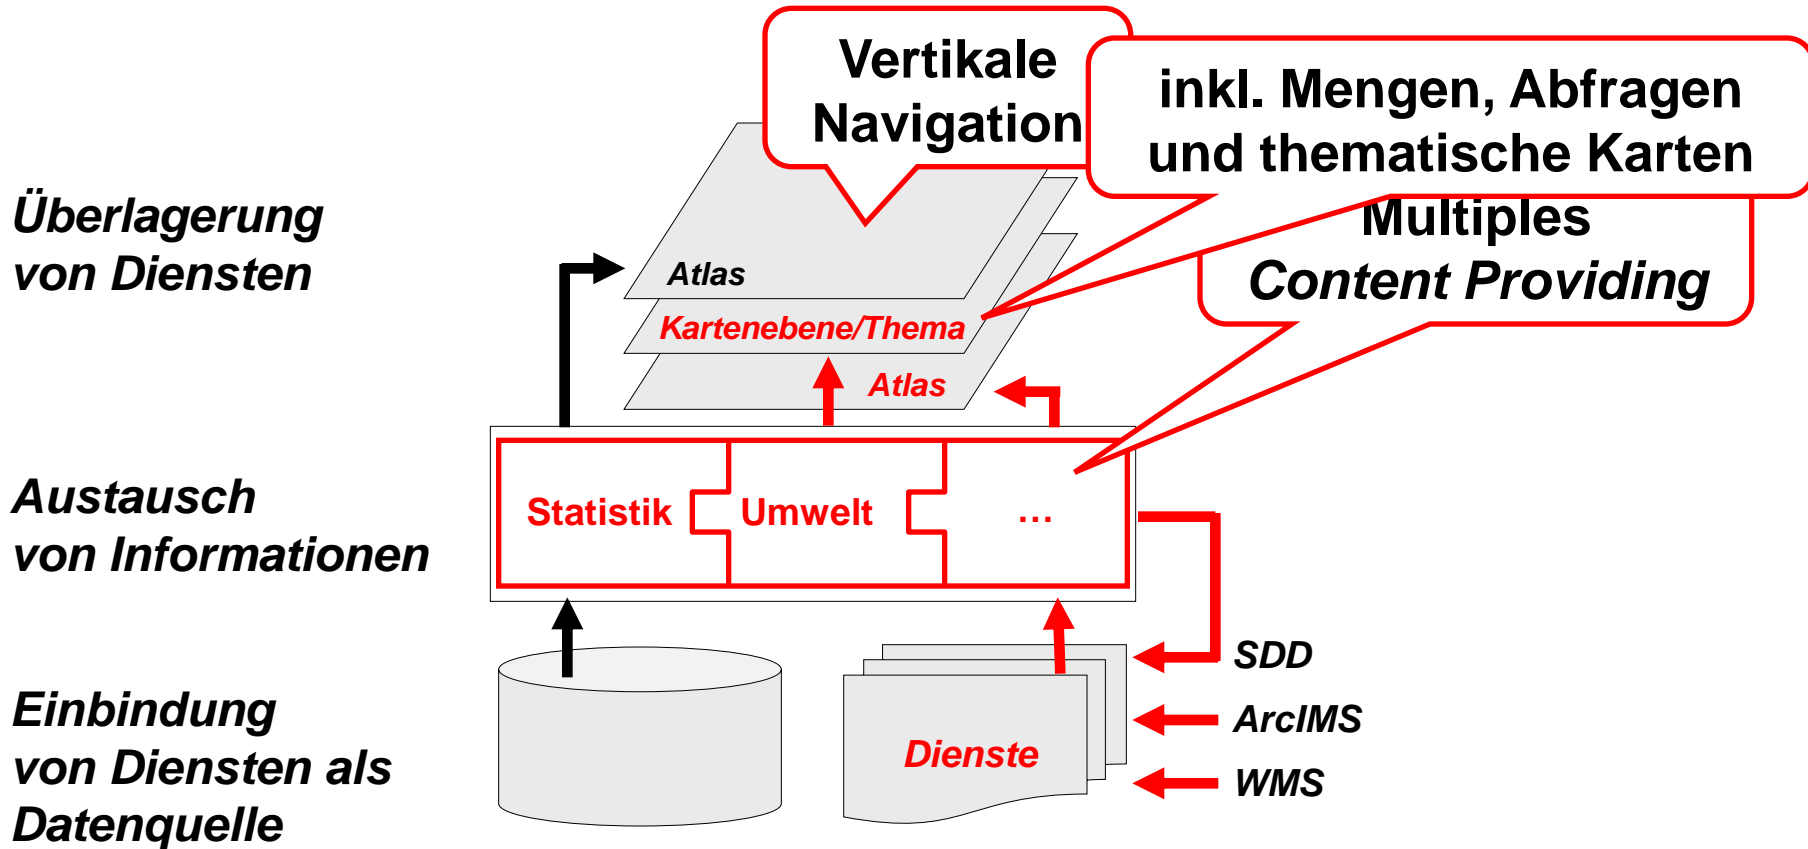 Vertikale
Navigation
inkl. Mengen, Abfragen
und thematische Karten
Multiples
Content Providing
Überlagerung
von Diensten
Atlas
Kartenebene/Thema
Atlas
Austausch
von Informationen
Statistik
Umwelt
...
Einbindung
von Diensten als
Datenquelle
Dienste
SDD
ArcIMS
WMS